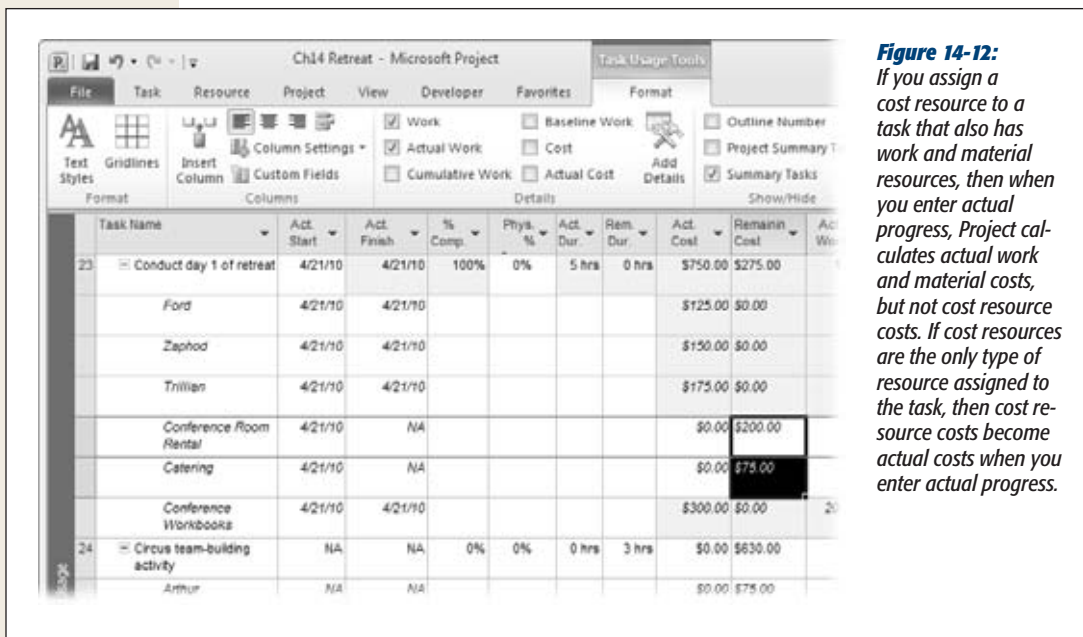 Ch14 Retreat - Microsoft Project
Task Usage Tools
File Task Resource Project View Developer Favorites Format
Text Styles
Gridlines
Format
Insert Column
Column Settings
Custom Fields
Columns
Work
Actual Work
Cumulative Work
Baseline Work
Cost
Actual Cost
Details
Add Details
Outline Number
Project Summary T
Summary Tasks
Show/Hide
Task Name Act. Start Act. Finish % Comp. Phys. % Act. Dur. Rem. Dur. Act. Cost Remainin Cost
23 Conduct day 1 of retreat 4/21/10 4/21/10 100% 0% 5 hrs 0 hrs $750.00 $275.00
Ford 4/21/10 4/21/10 $125.00 $0.00
Zaphod 4/21/10 4/21/10 $150.00 $0.00
Trillian 4/21/10 4/21/10 $175.00 $0.00
Conference Room Rental 4/21/10 NA $0.00 $200.00
Catering 4/21/10 NA $0.00 $75.00
Conference Workbooks 4/21/10 4/21/10 $300.00 $0.00
24 Circus team-building activity NA NA 0% 0% 0 hrs 3 hrs $0.00 $630.00
Arthur NA NA $0.00 $75.00
Figure 14-12:
If you assign a
cost resource to a
task that also has
work and material
resources, then when
you enter actual
progress, Project cal-
culates actual work
and material costs,
but not cost resource
costs. If cost resources
are the only type of
resource assigned to
the task, then cost re-
source costs become
actual costs when you
enter actual progress.